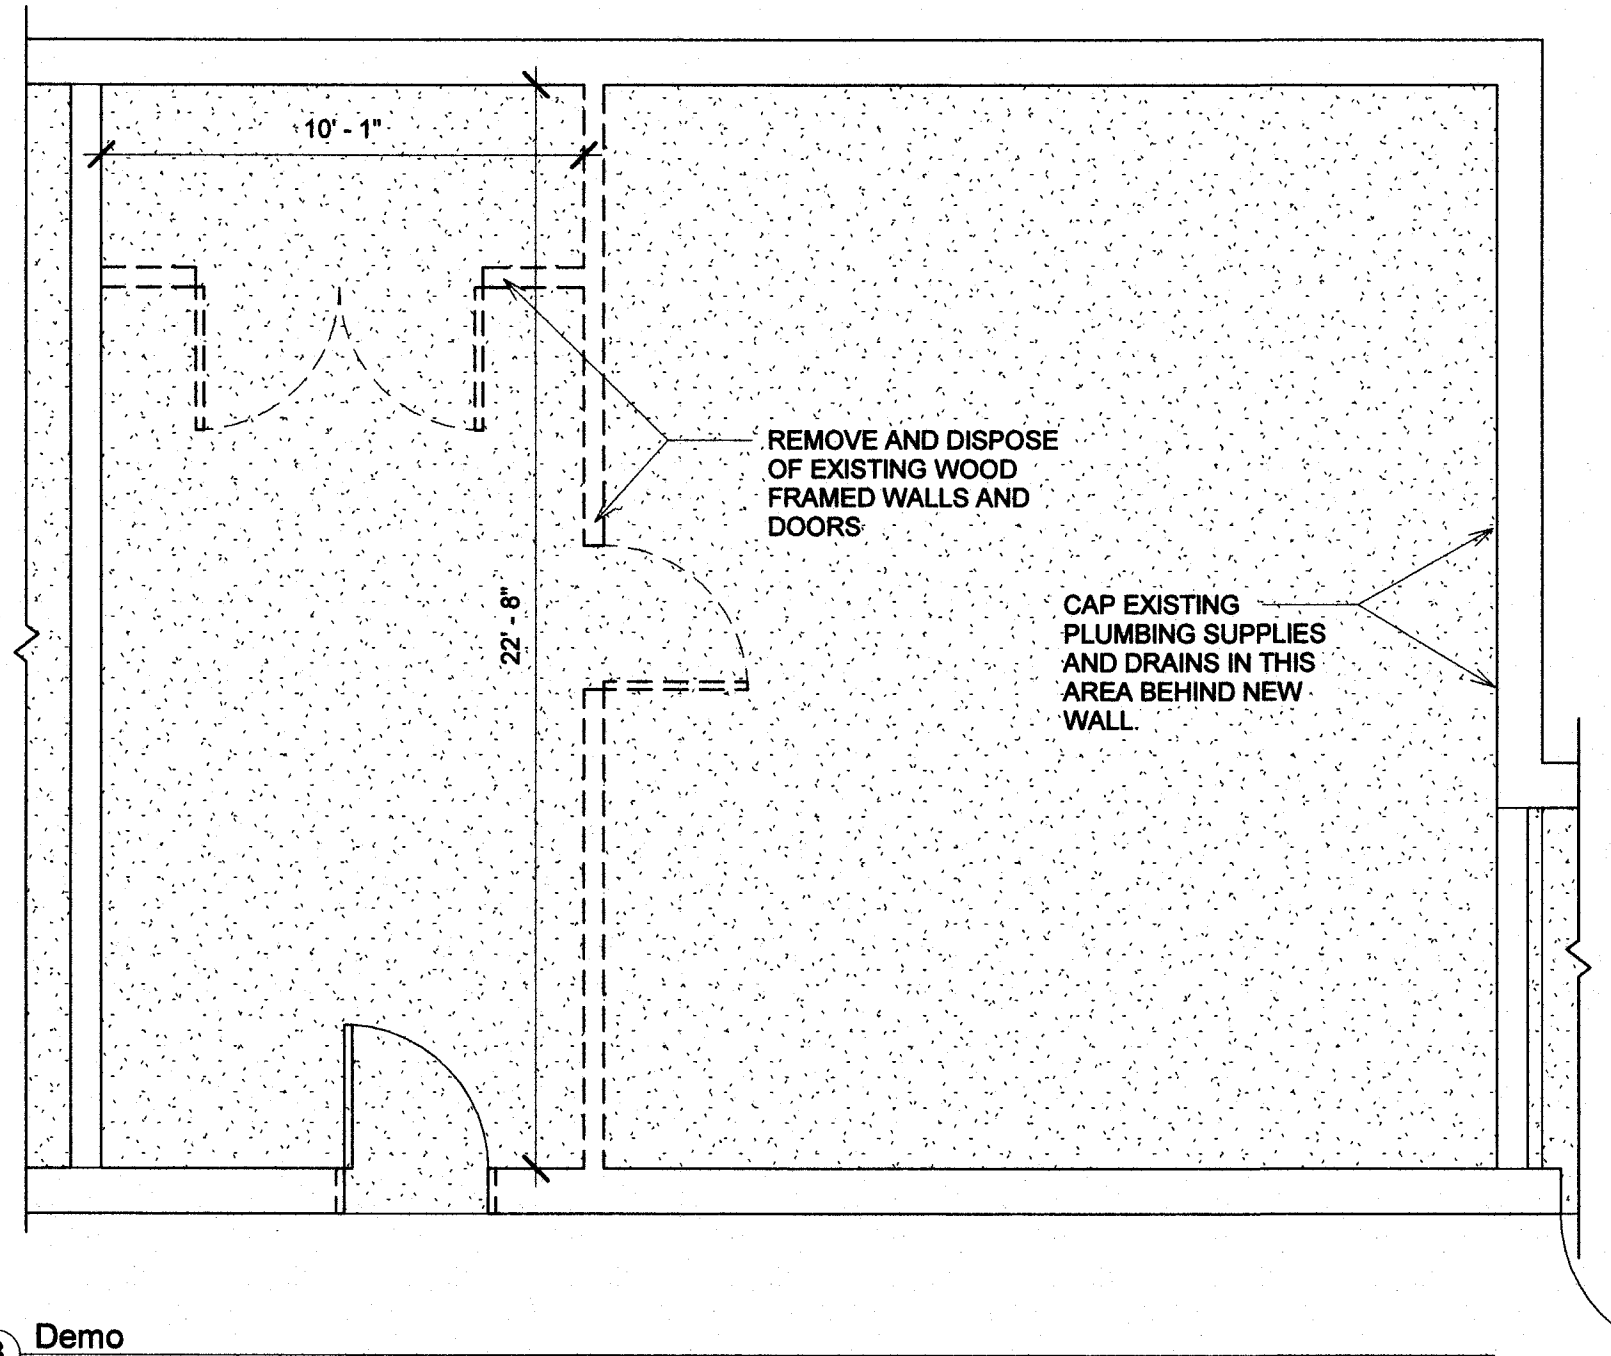 10' - 1"
REMOVE AND DISPOSE
OF EXISTING WOOD
FRAMED WALLS AND
DOORS
22' - 8"
CAP EXISTING
PLUMBING SUPPLIES
AND DRAINS IN THIS
AREA BEHIND NEW
WALL.
Demo